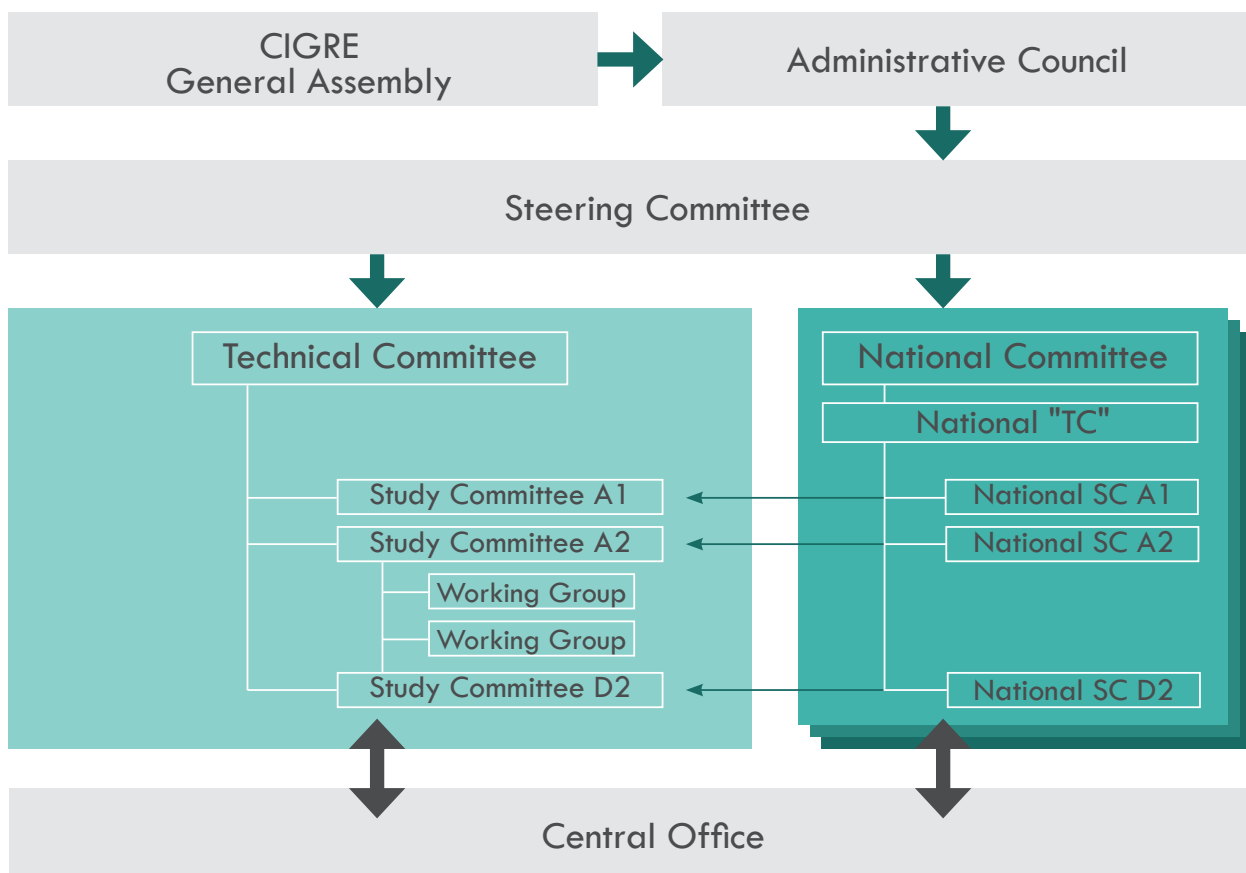 CIGRE
General Assembly
Administrative Council
Steering Committee
Technical Committee
Study Committee A1
Study Committee A2
Working Group
Working Group
Study Committee D2
National Committee
National "TC"
National SC A1
National SC A2
National SC D2
Central Office